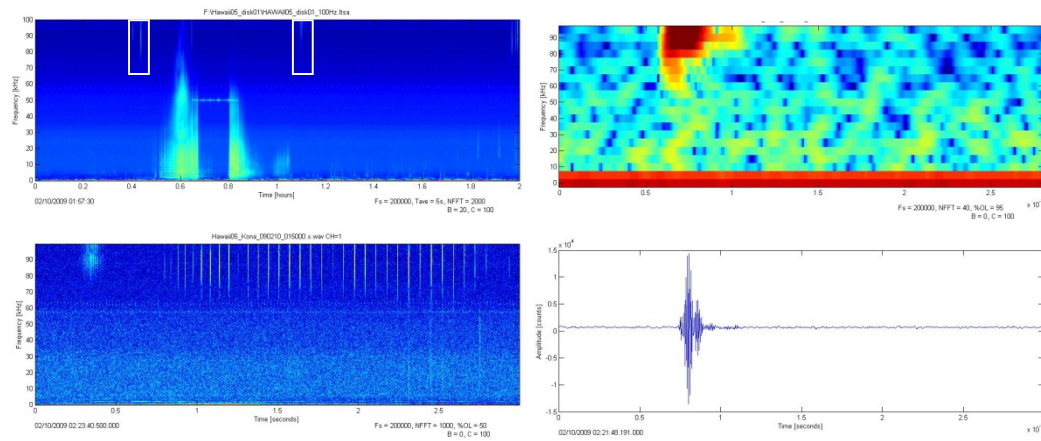 F:\Hawaii05_disk01\HAWAII05_disk01_100Hz.ltsa
100
90
80
70
60
50
40
30
20
10
0
Frequency [kHz]
0 0.2 0.4 0.6 0.8 1 1.2 1.4 1.6 1.8 2
Time [hours]
02/10/2009 01:57:30
Fs = 200000, Tave = 5s, NFFT = 2000
B = 20, C = 100
90
80
70
60
50
40
30
20
10
0
Frequency [kHz]
0 0.5 1 1.5 2 2.5
Time [seconds]
Fs = 200000, NFFT = 40, %OL = 95
B = 0, C = 100
Hawaii05_Kona_090210_015000.x.wav CH=1
90
80
70
60
50
40
30
20
10
0
Frequency [kHz]
0 0.5 1 1.5 2 2.5
Time [seconds]
02/10/2009 02:23:40.500.000
Fs = 200000, NFFT = 1000, %OL = 50
B = 0, C = 100
1.5
1
0.5
0
-0.5
-1
-1.5
Amplitude [counts]
0 0.5 1 1.5 2 2.5
Time [seconds]
02/10/2009 02:21:48.191.000